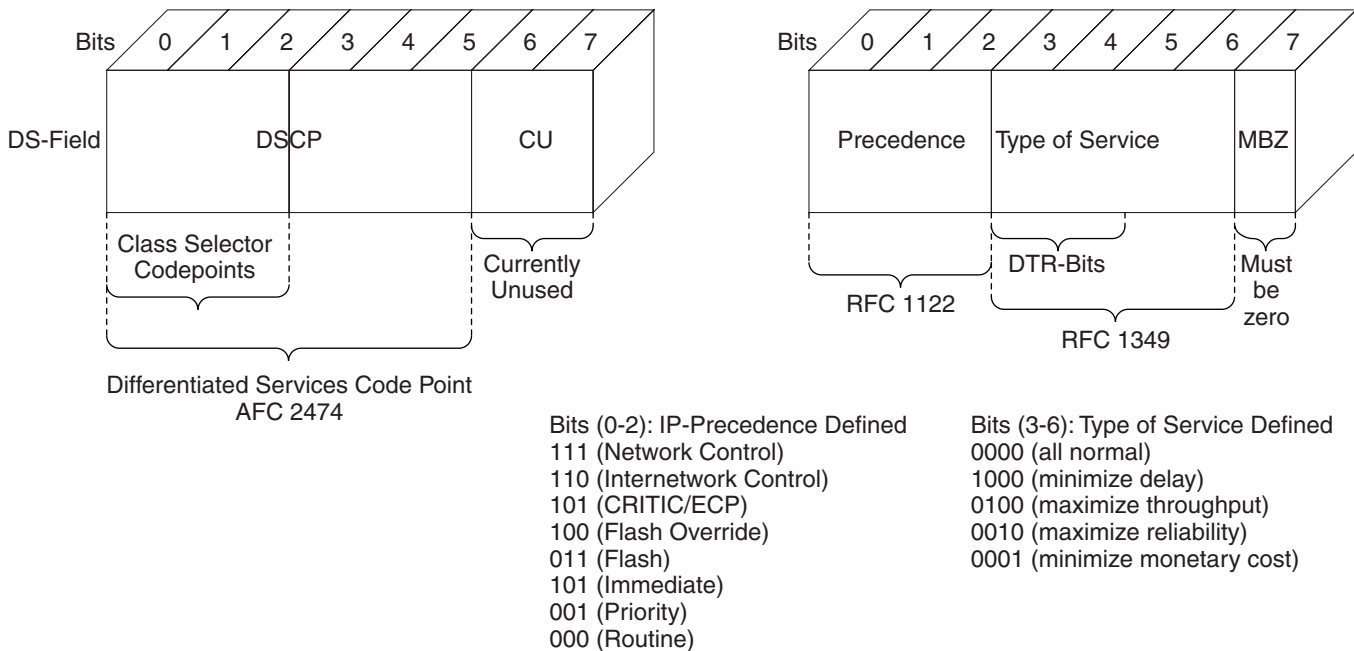 Bits 0 1 2 3 4 5 6 7
DS-Field DSCP CU
Class Selector
Codepoints
Currently
Unused
Differentiated Services Code Point
AFC 2474
Bits 0 1 2 3 4 5 6 7
Precedence Type of Service MBZ
DTR-Bits
Must
be
zero
RFC 1122
RFC 1349
Bits (0-2): IP-Precedence Defined
111 (Network Control)
110 (Internetwork Control)
101 (CRITIC/ECP)
100 (Flash Override)
011 (Flash)
101 (Immediate)
001 (Priority)
000 (Routine)
Bits (3-6): Type of Service Defined
0000 (all normal)
1000 (minimize delay)
0100 (maximize throughput)
0010 (maximize reliability)
0001 (minimize monetary cost)